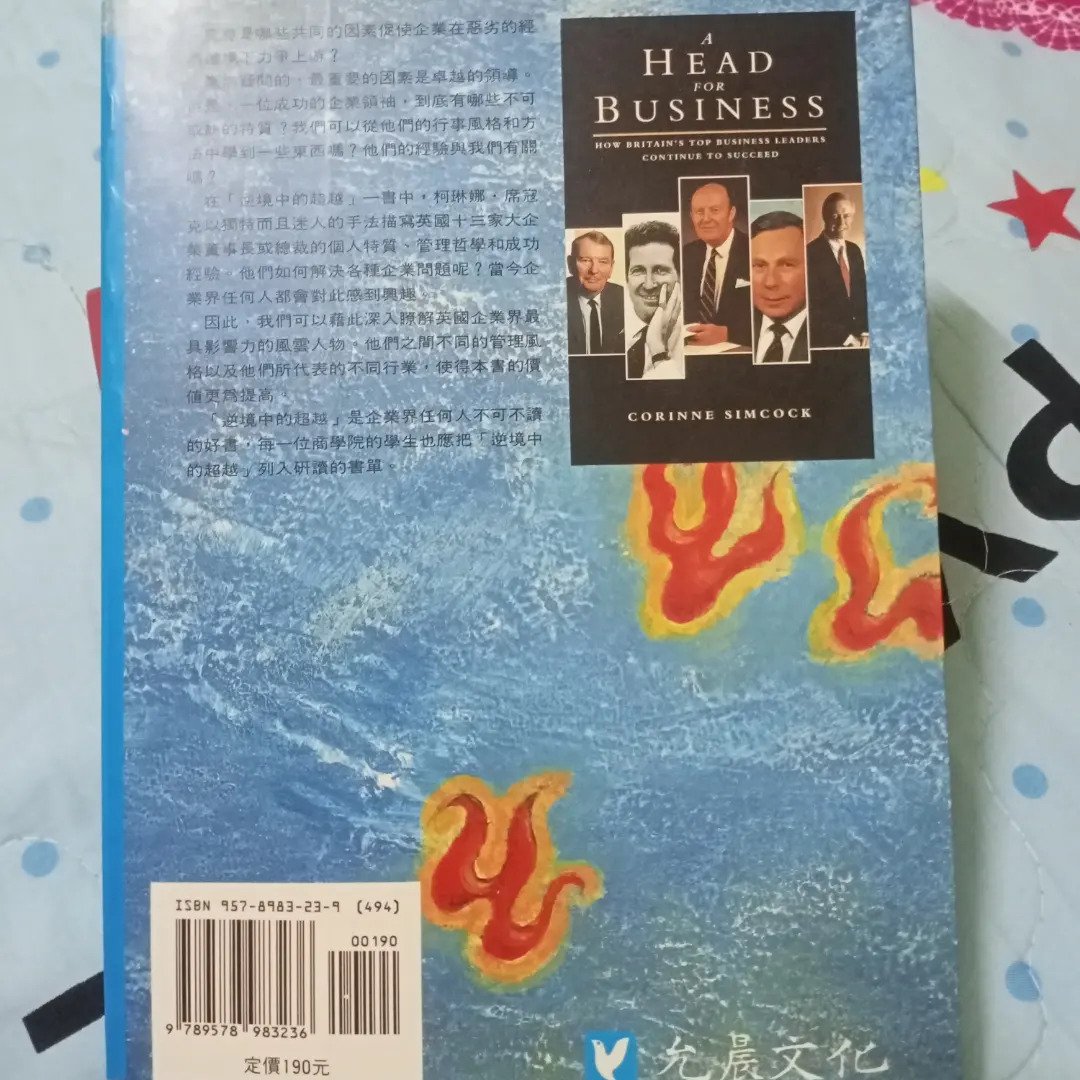 是哪些共同的因素促使企業在惡劣的經
下力爭上游？
疑問的，最重要的因素是卓越的領導。
一位成功的企業領袖，到底有哪些不可
或缺的特質？我們可以從他們的行事風格和方
法中學到一些東西嗎？他們的經驗與我們有關
嗎？
在「逆境中的超越」一書中，柯琳娜．席寇
克以獨特而且迷人的手法描寫英國十三家大企
業董事長或總裁的個人特質、管理哲學和成功
經驗。他們如何解決各種企業問題呢？當今企
業界任何人都會對此感到興趣。
因此，我們可以藉此深入瞭解英國企業界最
具影響力的風雲人物。他們之間不同的管理風
格以及他們所代表的不同行業，使得本書的價
值更爲提高。
「逆境中的超越」是企業界任何人不可不讀
的好書，每一位商學院的學生也應把「逆境中
的超越」列入研讀的書單。
A
HEAD
FOR
BUSINESS
HOW BRITAIN'S TOP BUSINESS LEADERS
CONTINUE TO SUCCEED
CORINNE SIMCOCK
ISBN 957-8983-23-9 (494)
00190
9 789578 983236
定價190元
允晨文化